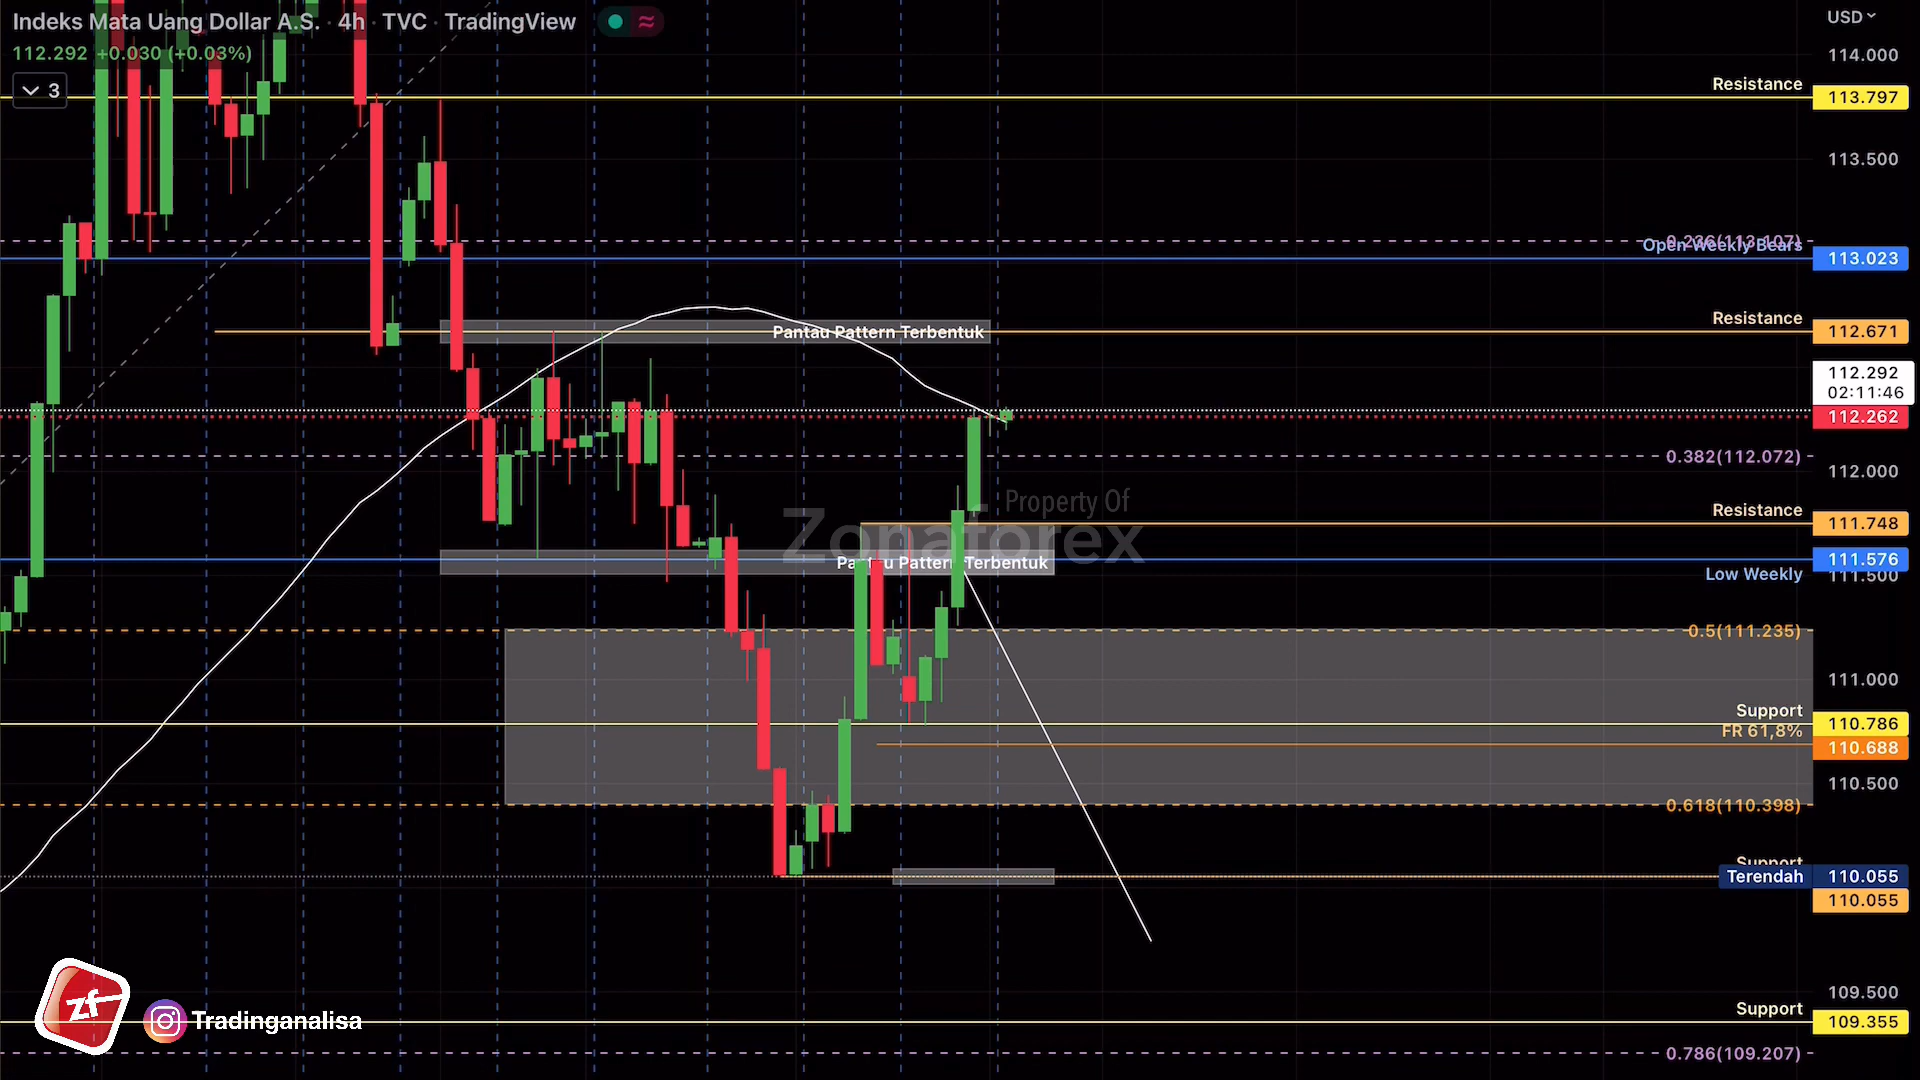 Indeks Mata Uang Dollar A.S. · 4h · TVC · TradingView
USD
112.292 +0.030 (+0.03%)
114.000
3
Resistance
113.797
113.500
0.236(113.107)
Open Weekly Bears
113.023
Resistance
Pantau Pattern Terbentuk
112.671
112.292
02:11:46
112.262
0.382(112.072)
112.000
Property Of
Zonaforex
Resistance
111.748
111.576
Pantau Pattern Terbentuk
Low Weekly
111.500
0.5(111.235)
111.000
Support
110.786
FR 61,8%
110.688
110.500
0.618(110.398)
Support
Terendah
110.055
110.055
109.500
zf
Tradinganalisa
Support
109.355
0.786(109.207)